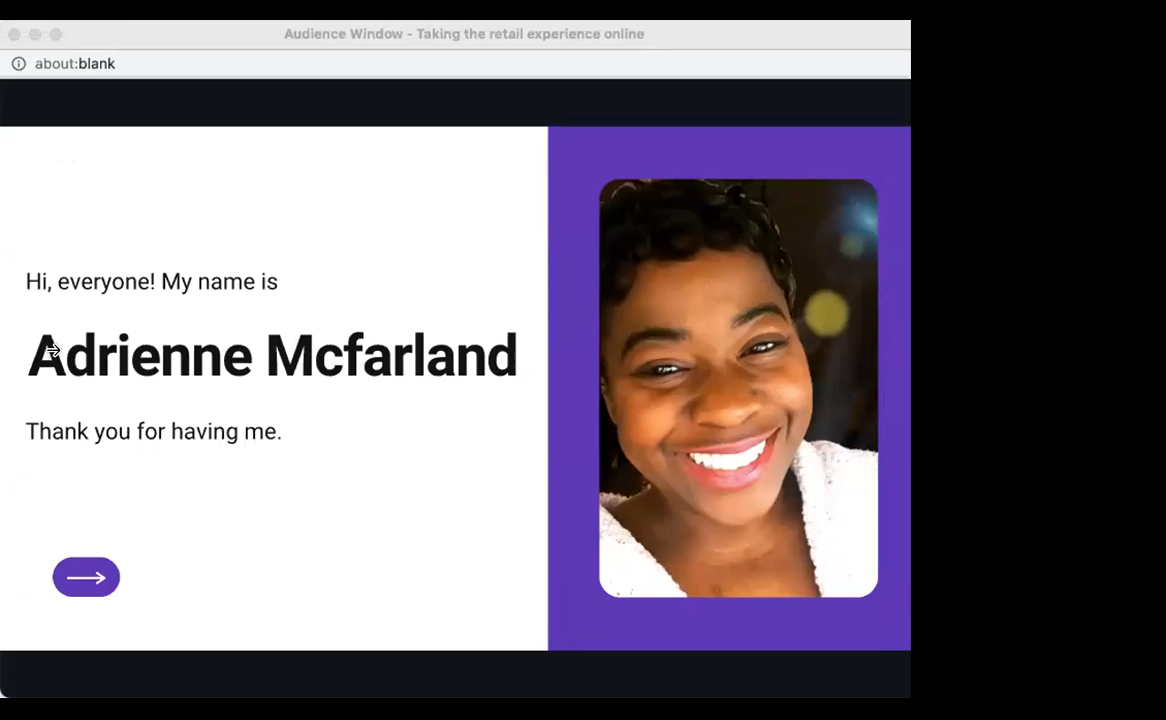 Audience Window - Taking the retail experience online
about:blank
Hi, everyone! My name is
Adrienne Mcfarland
Thank you for having me.